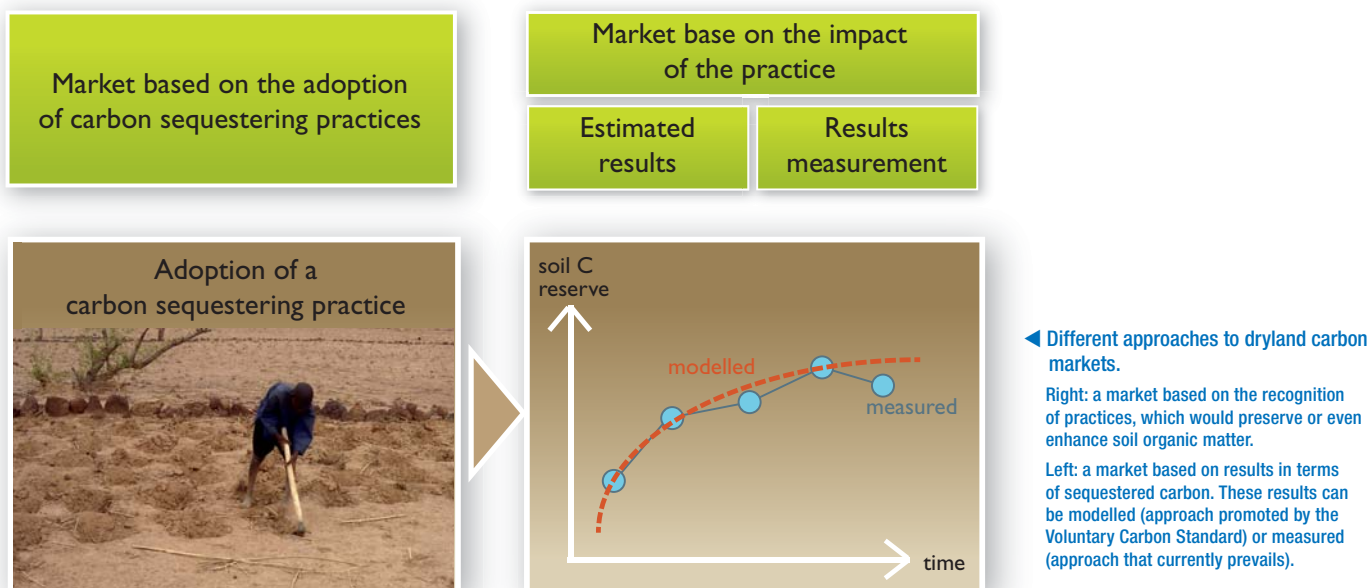 Market based on the adoption
of carbon sequestering practices
Market base on the impact
of the practice
Estimated
results
Results
measurement
Adoption of a
carbon sequestering practice
soil C
reserve
modelled
measured
time
◀ Different approaches to dryland carbon
markets.
Right: a market based on the recognition
of practices, which would preserve or even
enhance soil organic matter.
Left: a market based on results in terms
of sequestered carbon. These results can
be modelled (approach promoted by the
Voluntary Carbon Standard) or measured
(approach that currently prevails).